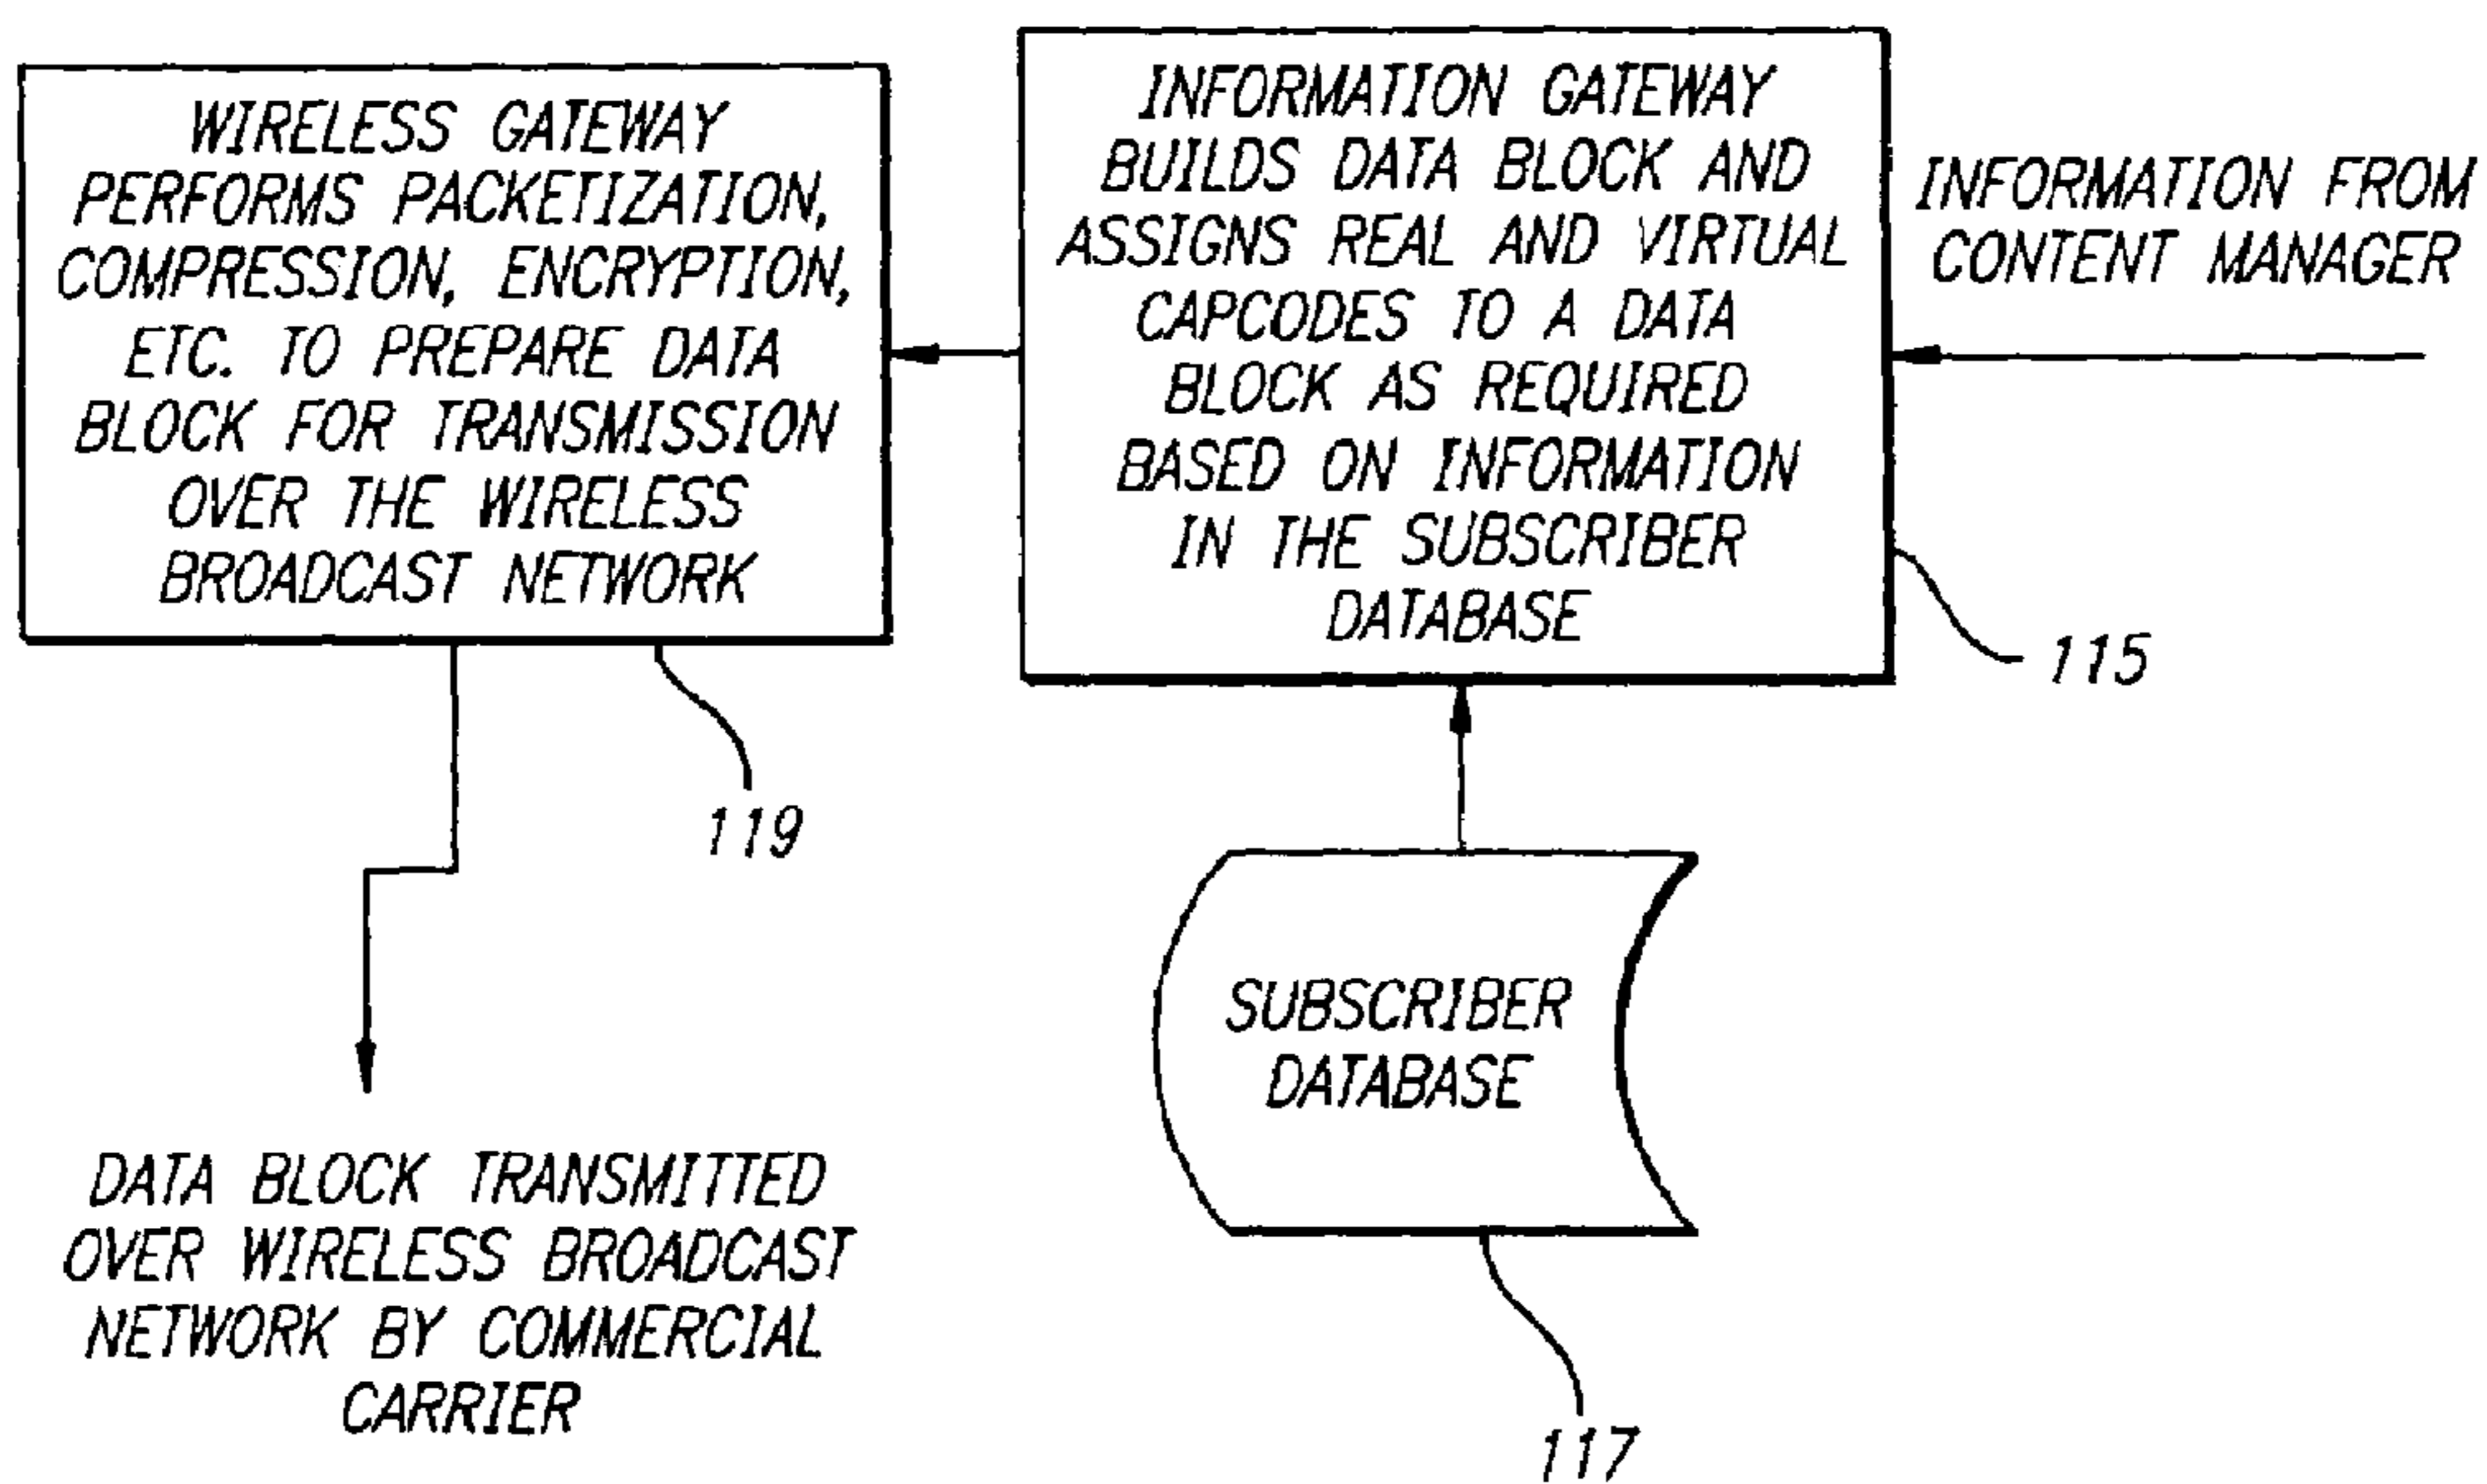 WIRELESS GATEWAY
PERFORMS PACKETIZATION,
COMPRESSION, ENCRYPTION,
ETC. TO PREPARE DATA
BLOCK FOR TRANSMISSION
OVER THE WIRELESS
BROADCAST NETWORK
119
INFORMATION GATEWAY
BUILDS DATA BLOCK AND
ASSIGNS REAL AND VIRTUAL
CAPCODES TO A DATA
BLOCK AS REQUIRED
BASED ON INFORMATION
IN THE SUBSCRIBER
DATABASE
115
INFORMATION FROM
CONTENT MANAGER
SUBSCRIBER
DATABASE
117
DATA BLOCK TRANSMITTED
OVER WIRELESS BROADCAST
NETWORK BY COMMERCIAL
CARRIER